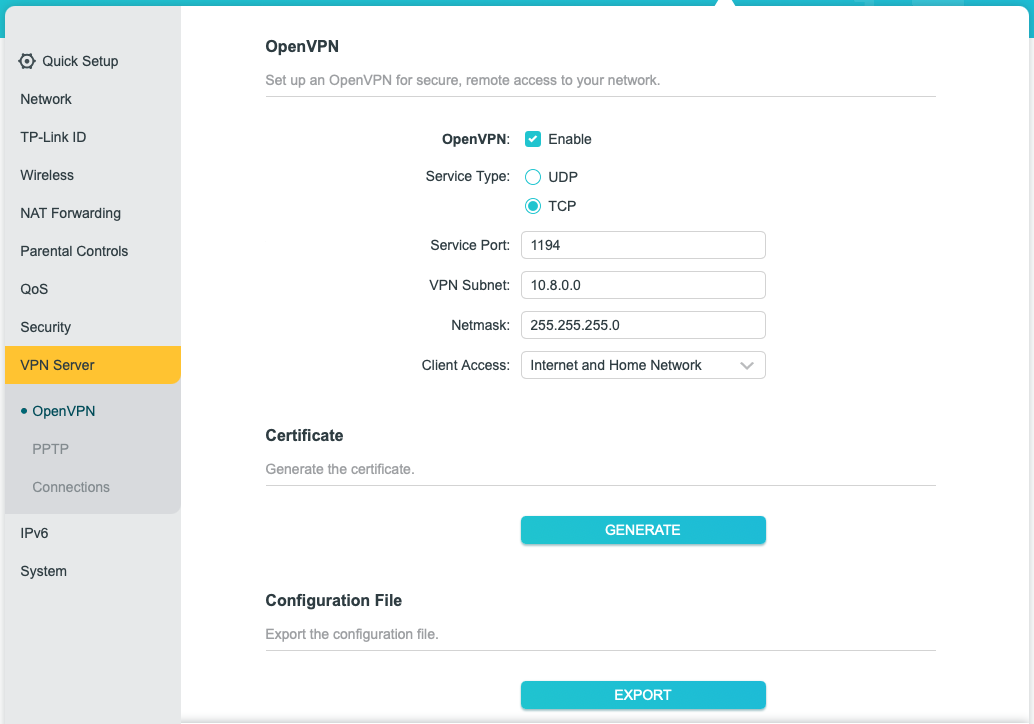 Quick Setup
Network
TP-Link ID
Wireless
NAT Forwarding
Parental Controls
QoS
Security
VPN Server
OpenVPN
PPTP
Connections
IPv6
System
OpenVPN
Set up an OpenVPN for secure, remote access to your network.
OpenVPN: Enable
Service Type: UDP
TCP
Service Port: 1194
VPN Subnet: 10.8.0.0
Netmask: 255.255.255.0
Client Access: Internet and Home Network
Certificate
Generate the certificate.
GENERATE
Configuration File
Export the configuration file.
EXPORT